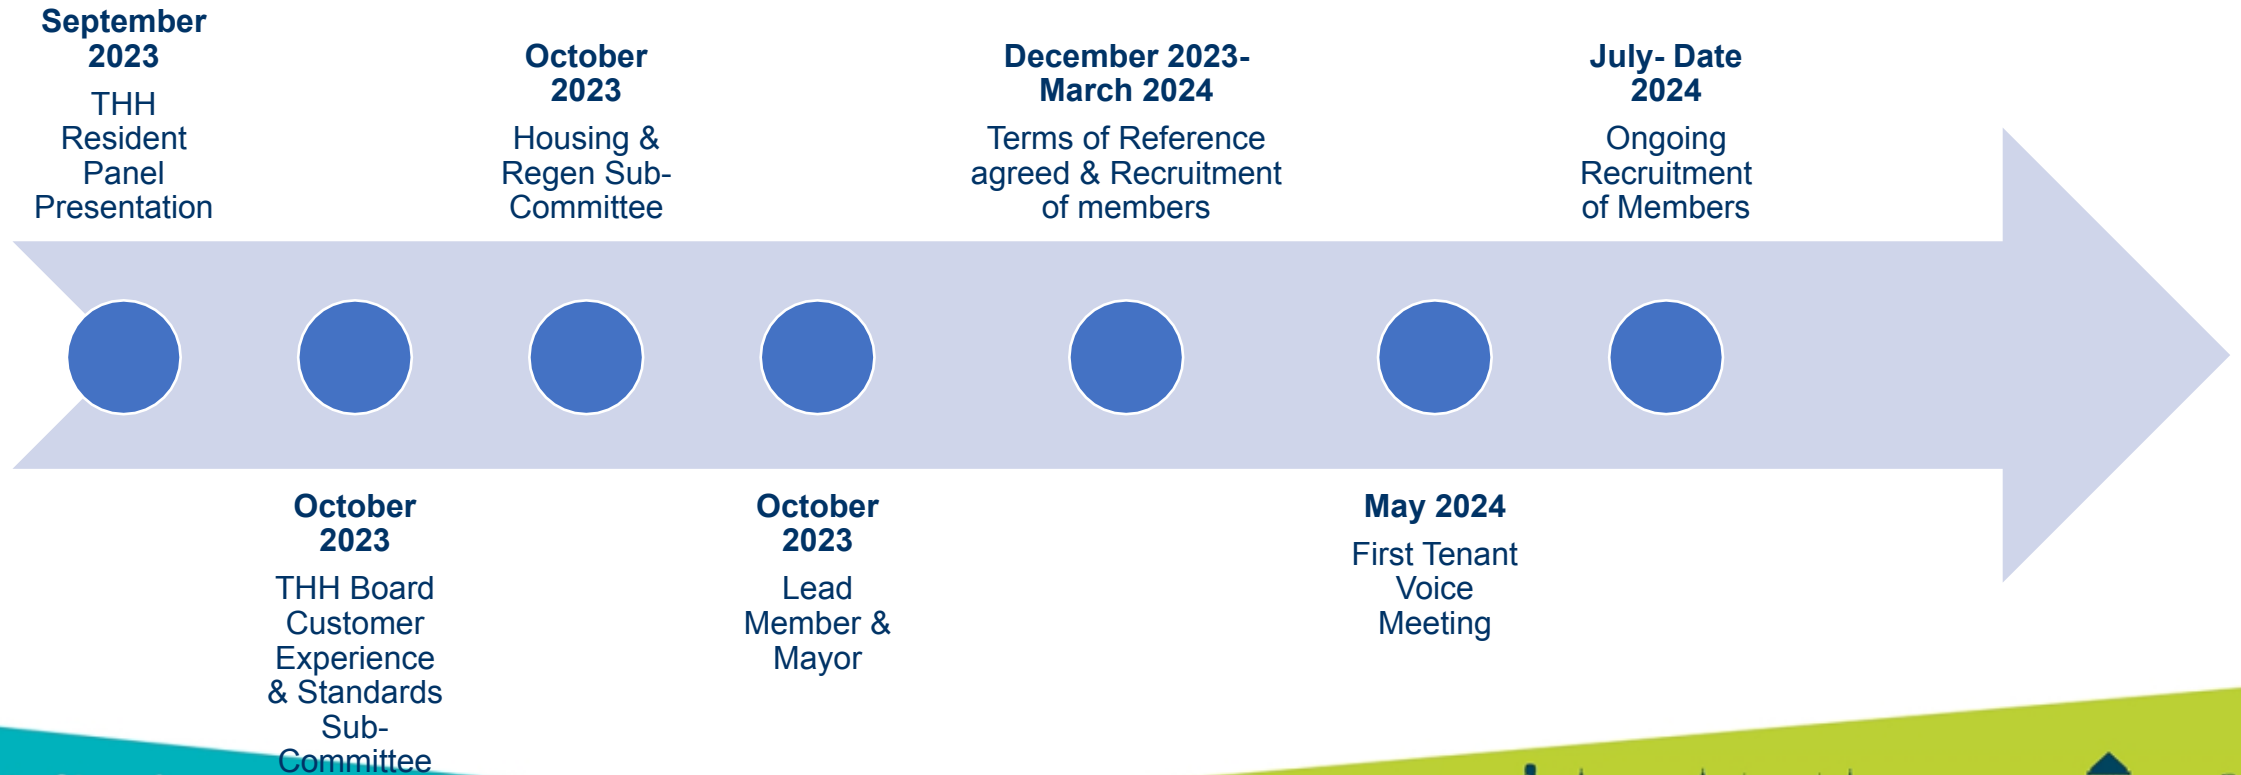 September
2023
THH
Resident
Panel
Presentation
October
2023
THH Board
Customer
Experience
& Standards
Sub-
Committee
October
2023
Housing &
Regen Sub-
Committee
October
2023
Lead
Member &
Mayor
December 2023-
March 2024
Terms of Reference
agreed & Recruitment
of members
May 2024
First Tenant
Voice
Meeting
July- Date
2024
Ongoing
Recruitment
of Members